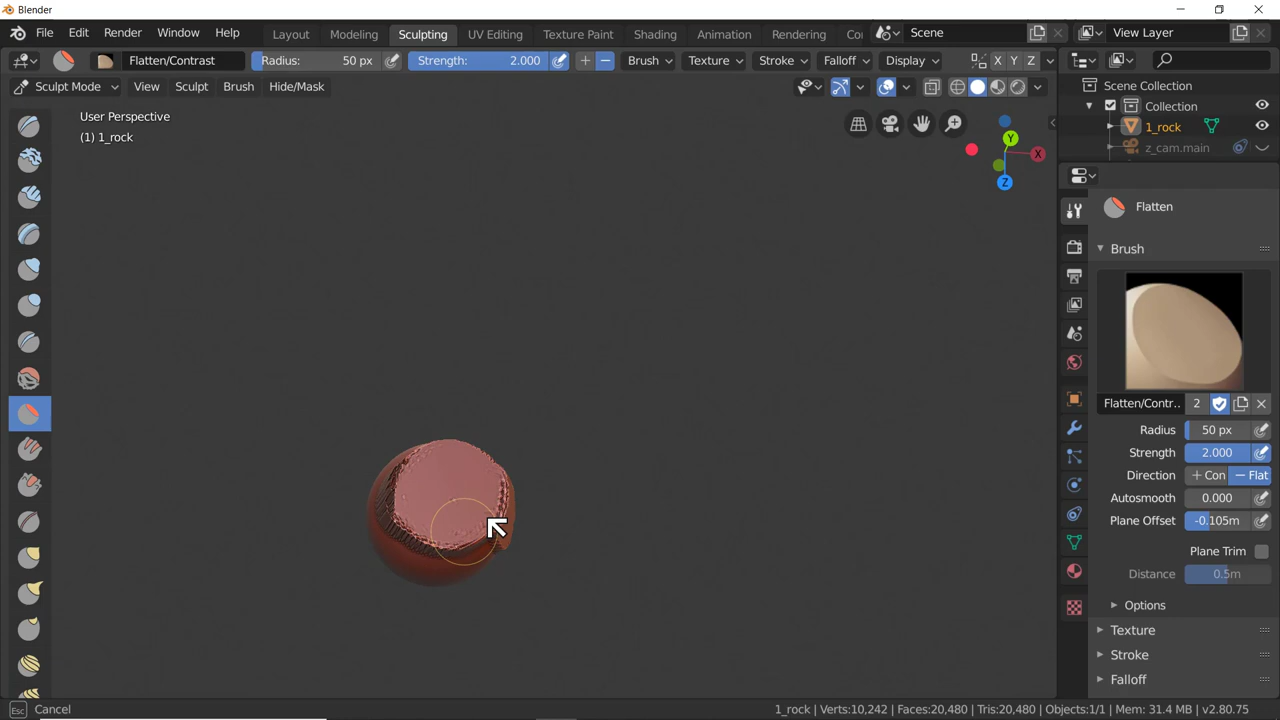 Blender
File Edit Render Window Help Layout Modeling Sculpting UV Editing Texture Paint Shading Animation Rendering Co Scene View Layer
Flatten/Contrast Radius: 50 px Strength: 2.000 Brush Texture Stroke Falloff Display X Y Z
Sculpt Mode View Sculpt Brush Hide/Mask
User Perspective
(1) 1_rock
Y
X
Z
Scene Collection
Collection
1_rock
z_cam.main
Flatten
Brush
Flatten/Contr.. 2
Radius 50 px
Strength 2.000
Direction + Con − Flat
Autosmooth 0.000
Plane Offset -0.105m
Plane Trim
Distance 0.5m
Options
Texture
Stroke
Falloff
Esc Cancel 1_rock | Verts:10,242 | Faces:20,480 | Tris:20,480 | Objects:1/1 | Mem: 31.4 MB | v2.80.75